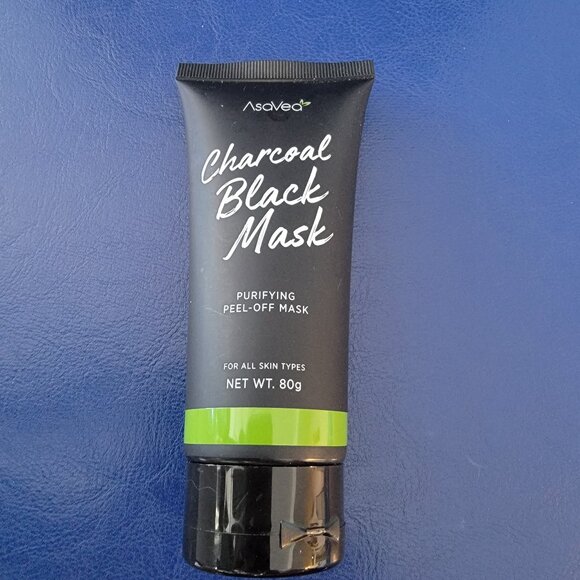 AsaVea
Charcoal
Black
Mask
PURIFYING
PEEL-OFF MASK
FOR ALL SKIN TYPES
NET WT. 80g